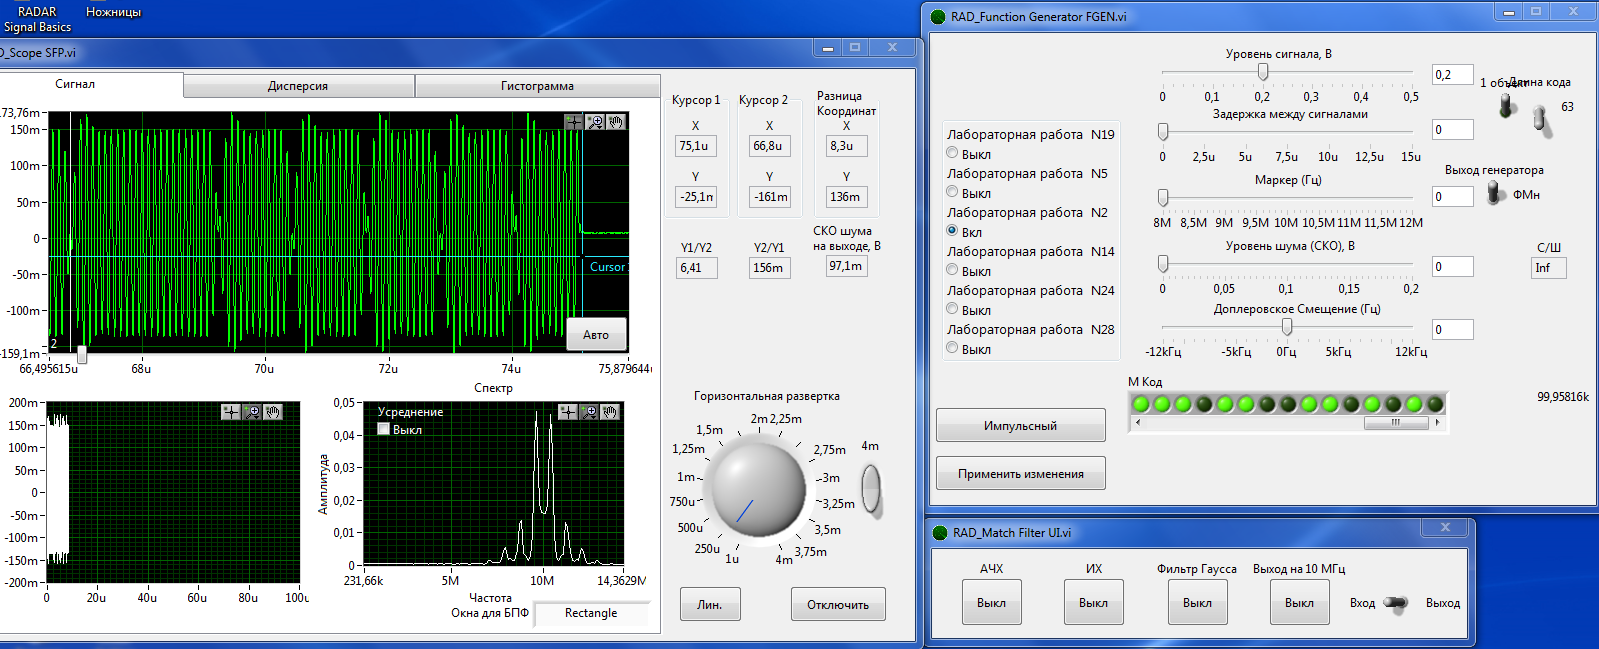 RADAR
Signal Basics
Ножницы
D_Scope SFP.vi
Сигнал
Дисперсия
Гистограмма
173,76m
150m
100m
50m
0
-50m
-100m
-159,1m
2
Cursor
Авто
66,495615u
68u
70u
72u
74u
75,879644u
Курсор 1
Курсор 2
Разница
Координат
X
X
X
75,1u
66,8u
8,3u
Y
Y
Y
-25,1m
-161m
136m
Y1/Y2
Y2/Y1
СКО шума
на выходе, В
6,41
156m
97,1m
Спектр
200m
150m
100m
50m
0
-50m
-100m
-150m
-200m
0
20u
40u
60u
80u
100u
Усреднение
Выкл
Амплитуда
0,05
0,04
0,03
0,02
0,01
0
231,66k
5M
10M
14,3629M
Частота
Окна для БПФ
Rectangle
Горизонтальная развертка
2m
2,25m
1,5m
1,25m
2,75m
1m
3m
750u
3,25m
500u
3,5m
250u
3,75m
1u
4m
4m
Лин.
Отключить
RAD_Function Generator FGEN.vi
Лабораторная работа N19
Выкл
Лабораторная работа N5
Выкл
Лабораторная работа N2
Вкл
Лабораторная работа N14
Выкл
Лабораторная работа N24
Выкл
Лабораторная работа N28
Выкл
Импульсный
Применить изменения
Уровень сигнала, В
0,2
0
0,1
0,2
0,3
0,4
0,5
Задержка между сигналами
0
0
2,5u
5u
7,5u
10u
12,5u
15u
Маркер (Гц)
0
8M
8,5M
9M
9,5M
10M
10,5M
11M
11,5M
12M
Уровень шума (СКО), В
0
0
0,05
0,1
0,15
0,2
Доплеровское Смещение (Гц)
0
-12кГц
-5кГц
0Гц
5кГц
12кГц
1 объект
Длина кода
63
Выход генератора
ФМн
С/Ш
Inf
М Код
99,95816k
RAD_Match Filter UI.vi
АЧХ
ИХ
Фильтр Гаусса
Выход на 10 МГц
Выкл
Выкл
Выкл
Выкл
Вход
Выход